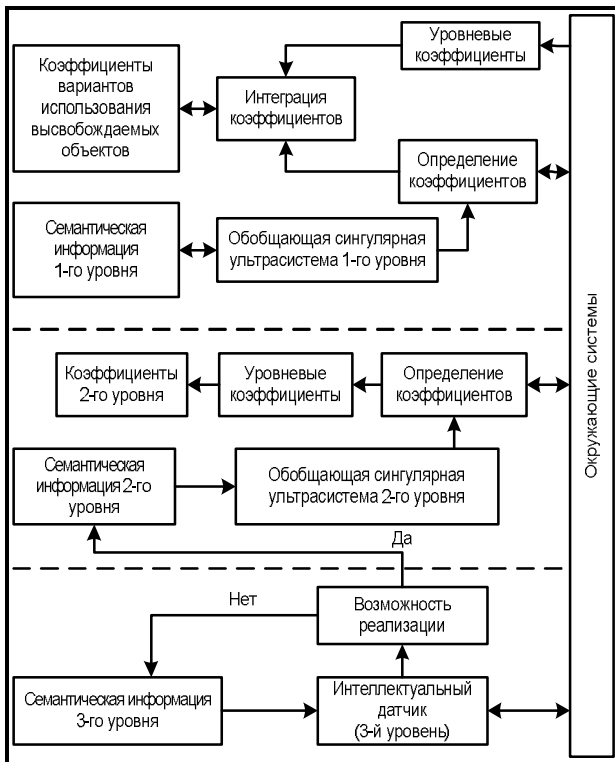 Уровневые
коэффициенты
Коэффициенты
вариантов
использования
высвобождаемых
объектов
Интеграция
коэффициентов
Определение
коэффициентов
Семантическая
информация
1-го уровня
Обобщающая сингулярная
ультрасистема 1-го уровня
Окружающие системы
Коэффициенты
2-го уровня
Уровневые
коэффициенты
Определение
коэффициентов
Семантическая
информация 2-го
уровня
Обобщающая сингулярная
ультрасистема 2-го уровня
Да
Нет
Возможность
реализации
Семантическая информация
3-го уровня
Интеллектуальный
датчик
(3-й уровень)